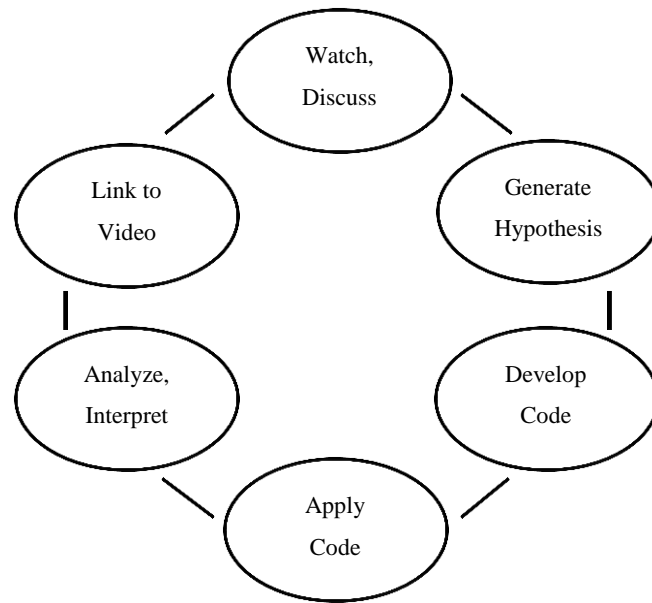 Watch,
Discuss
Generate
Hypothesis
Develop
Code
Apply
Code
Analyze,
Interpret
Link to
Video